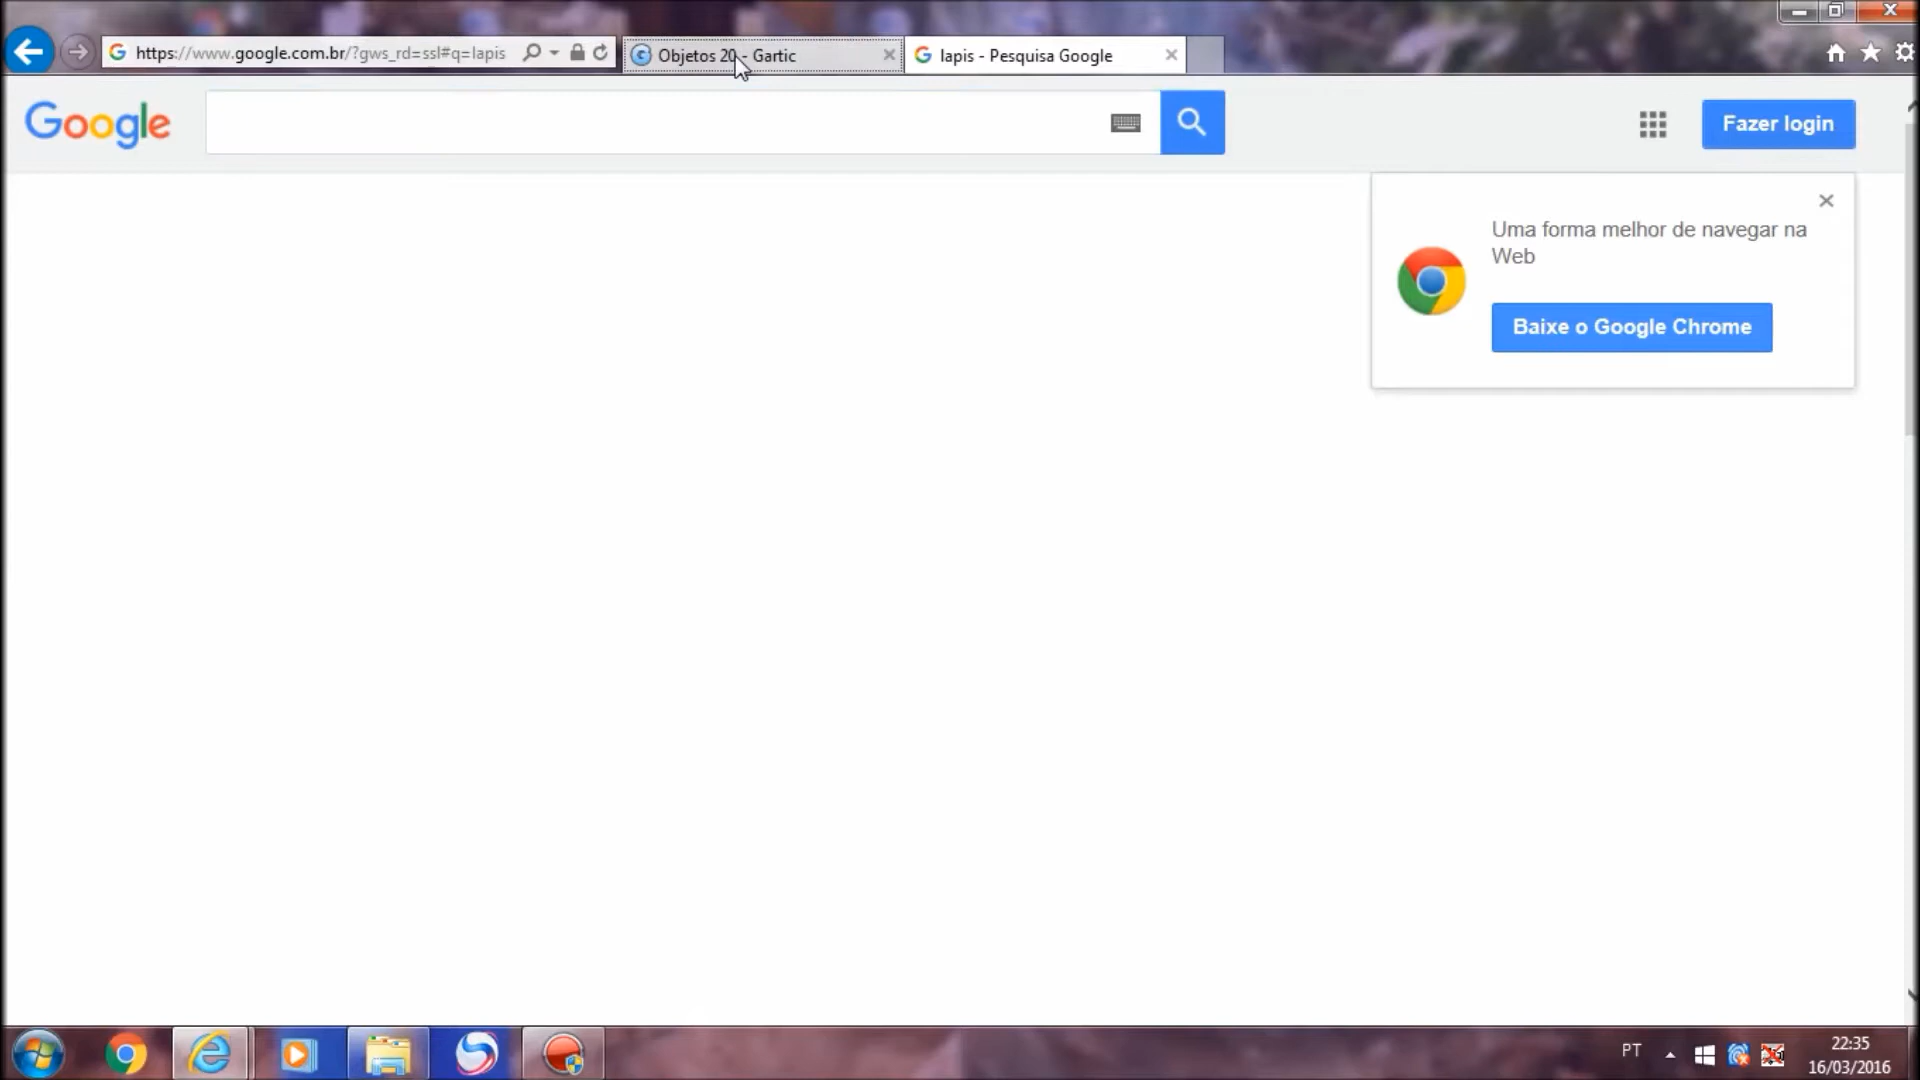 https://www.google.com.br/?gws_rd=ssl#q=lapis
Objetos 20 - Gartic
lapis - Pesquisa Google
Google
Fazer login
Uma forma melhor de navegar na
Web
Baixe o Google Chrome
PT
22:35
16/03/2016